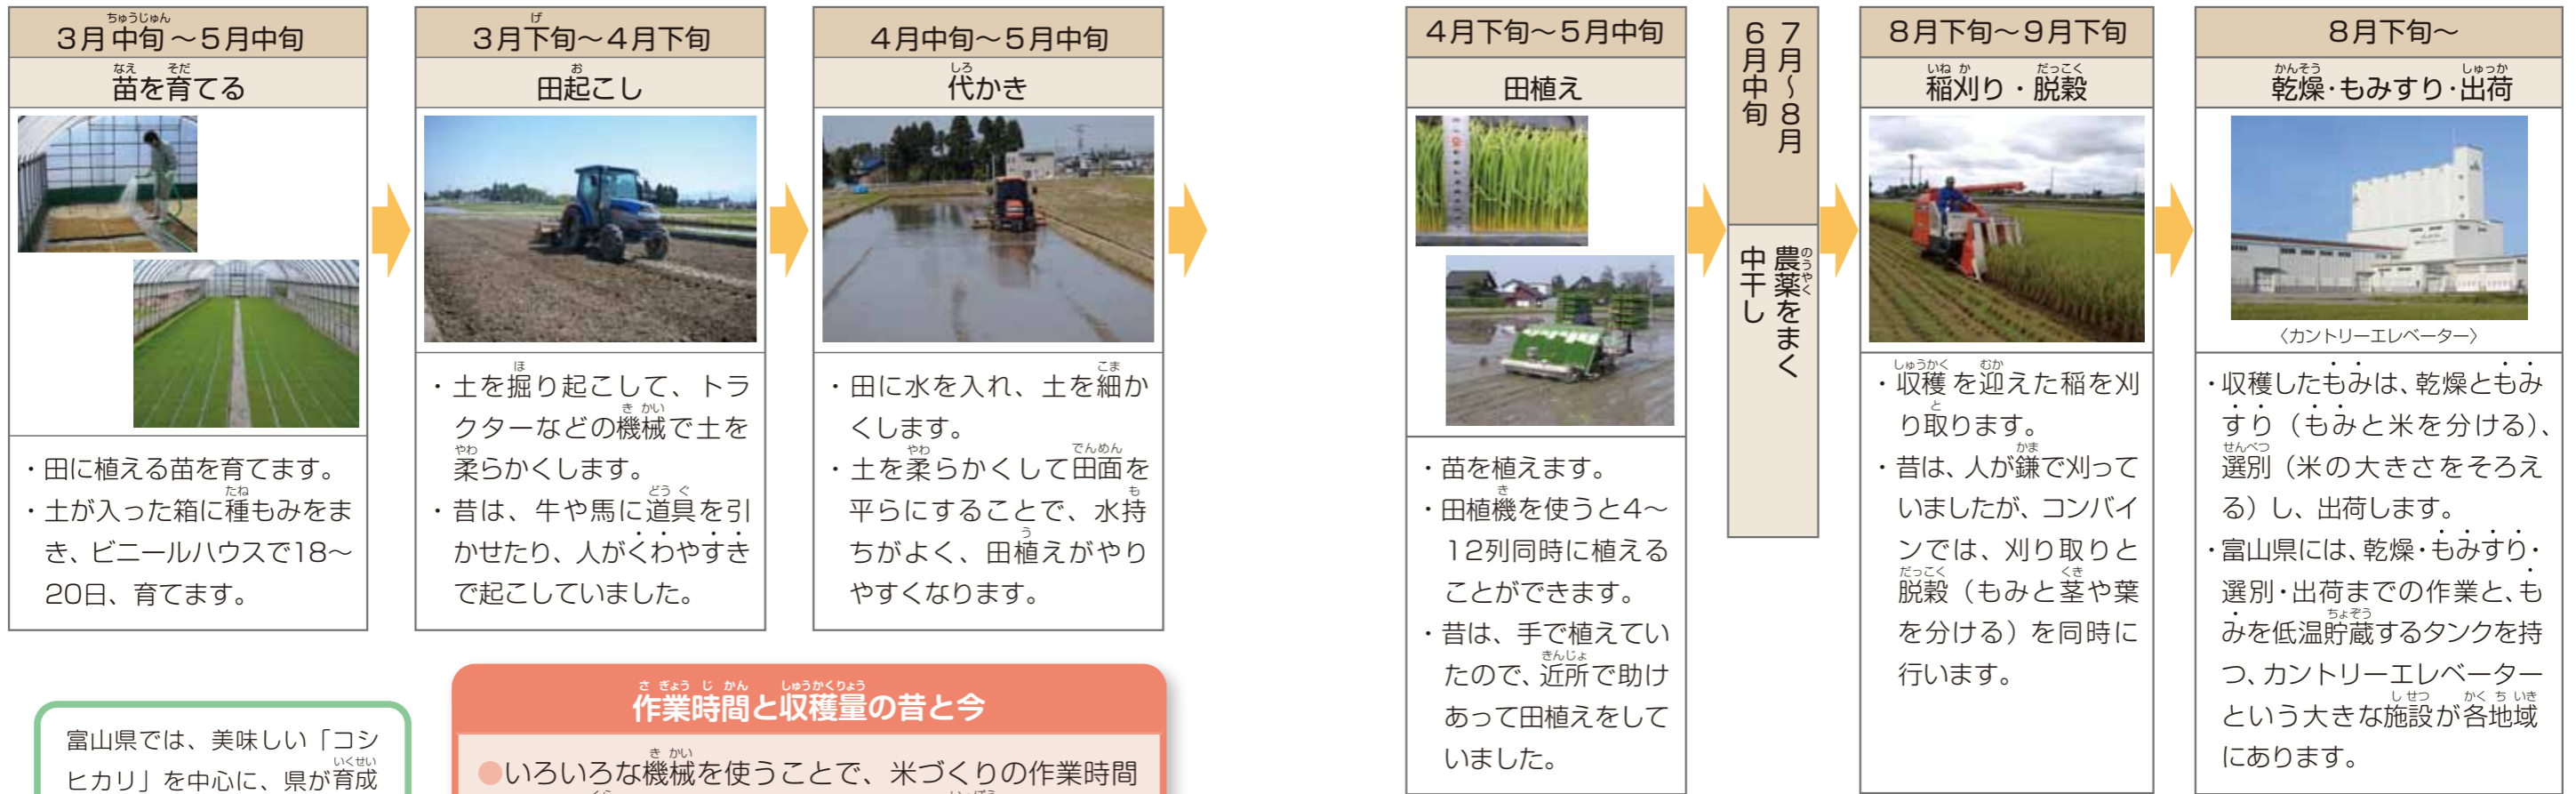 3月中旬～5月中旬
苗を育てる
・田に植える苗を育てます。
・土が入った箱に種もみをま
き、ビニールハウスで18～
20日、育てます。
3月下旬～4月下旬
田起こし
・土を掘り起こして、トラ
クターなどの機械で土を
柔らかくします。
・昔は、牛や馬に道具を引
かせたり、人がくわやすき
で起こしていました。
4月中旬～5月中旬
代かき
・田に水を入れ、土を細か
くします。
・土を柔らかくして田面を
平らにすることで、水持
ちがよく、田植えがやり
やすくなります。
4月下旬～5月中旬
田植え
・苗を植えます。
・田植機を使うと4～
12列同時に植える
ことができます。
・昔は、手で植えてい
たので、近所で助け
あって田植えをして
いました。
7月～8月
6月中旬
農薬をまく
中干し
8月下旬～9月下旬
稲刈り・脱穀
・収穫を迎えた稲を刈
り取ります。
・昔は、人が鎌で刈って
いましたが、コンバイ
ンでは、刈り取りと
脱穀（もみと茎や葉
を分ける）を同時に
行います。
8月下旬～
乾燥・もみすり・出荷
〈カントリーエレベーター〉
・収穫したもみは、乾燥ともみ
すり（もみと米を分ける）、
選別（米の大きさをそろえ
る）し、出荷します。
・富山県には、乾燥・もみすり・
選別・出荷までの作業と、も
みを低温貯蔵するタンクを持
つ、カントリーエレベーター
という大きな施設が各地域
にあります。
富山県では、美味しい「コシ
ヒカリ」を中心に、県が育成
作業時間と収穫量の昔と今
●いろいろな機械を使うことで、米づくりの作業時間